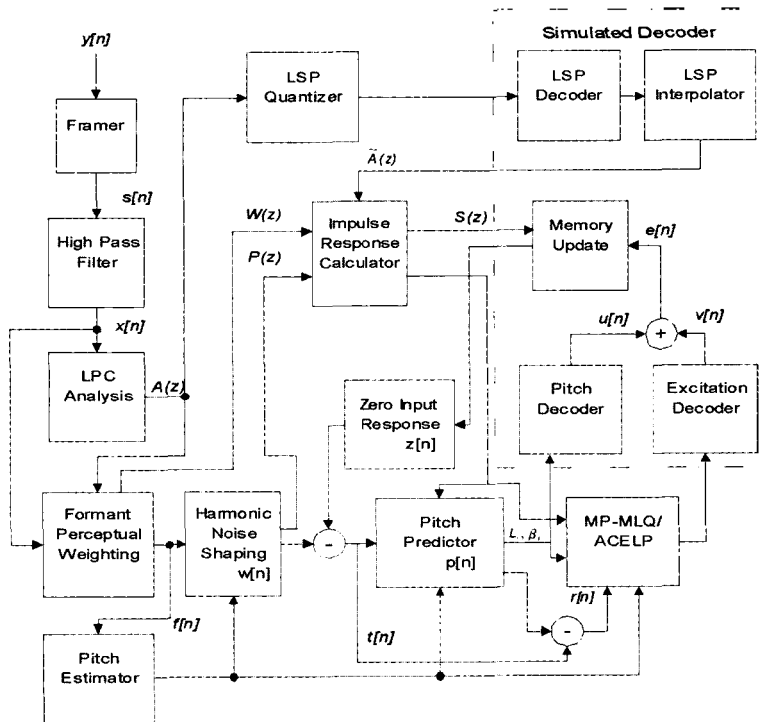 Simulated Decoder
y[n]
LSP
Quantizer
LSP
Decoder
LSP
Interpolator
Framer
Ã(z)
s[n]
W(z)
Impulse
Response
Calculator
S(z)
Memory
Update
e[n]
High Pass
Filter
P(z)
x[n]
u[n]
+
v[n]
LPC
Analysis
A(z)
Zero Input
Response
z[n]
Pitch
Decoder
Excitation
Decoder
Formant
Perceptual
Weighting
Harmonic
Noise
Shaping
w[n]
-
Pitch
Predictor
p[n]
L, β,
MP-MLQ/
ACELP
r[n]
f[n]
t[n]
-
Pitch
Estimator